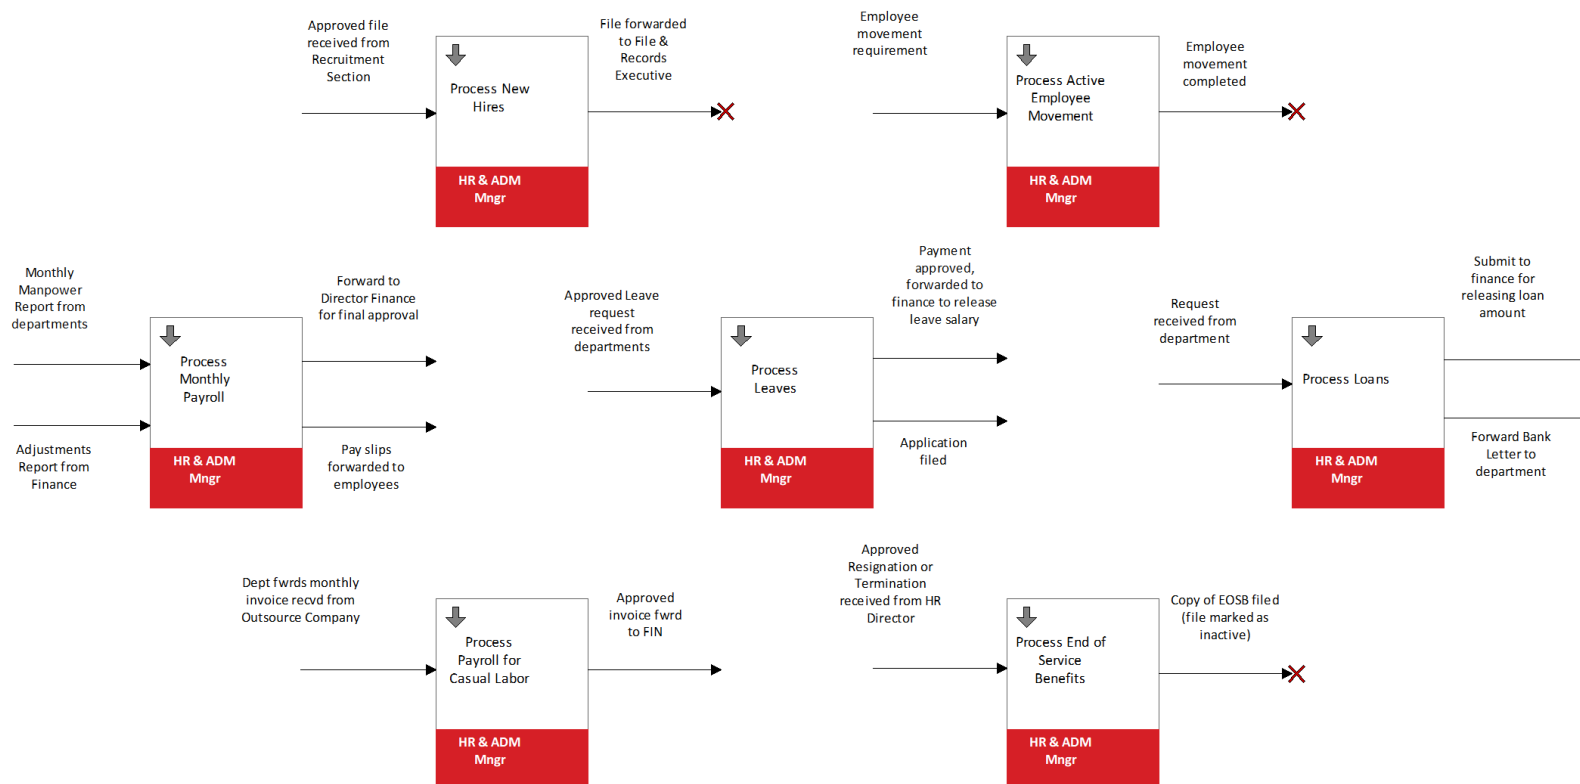 Approved file
received from
Recruitment
Section
Process New
Hires
HR & ADM
Mngr
File forwarded
to File &
Records
Executive
Employee
movement
requirement
Process Active
Employee
Movement
HR & ADM
Mngr
Employee
movement
completed
Monthly
Manpower
Report from
departments
Adjustments
Report from
Finance
Process
Monthly
Payroll
HR & ADM
Mngr
Forward to
Director Finance
for final approval
Pay slips
forwarded to
employees
Approved Leave
request
received from
departments
Process
Leaves
HR & ADM
Mngr
Payment
approved,
forwarded to
finance to release
leave salary
Application
filed
Request
received from
department
Process Loans
HR & ADM
Mngr
Submit to
finance for
releasing loan
amount
Forward Bank
Letter to
department
Dept fwrds monthly
invoice recvd from
Outsource Company
Process
Payroll for
Casual Labor
HR & ADM
Mngr
Approved
invoice fwrd
to FIN
Approved
Resignation or
Termination
received from HR
Director
Process End of
Service
Benefits
HR & ADM
Mngr
Copy of EOSB filed
(file marked as
inactive)